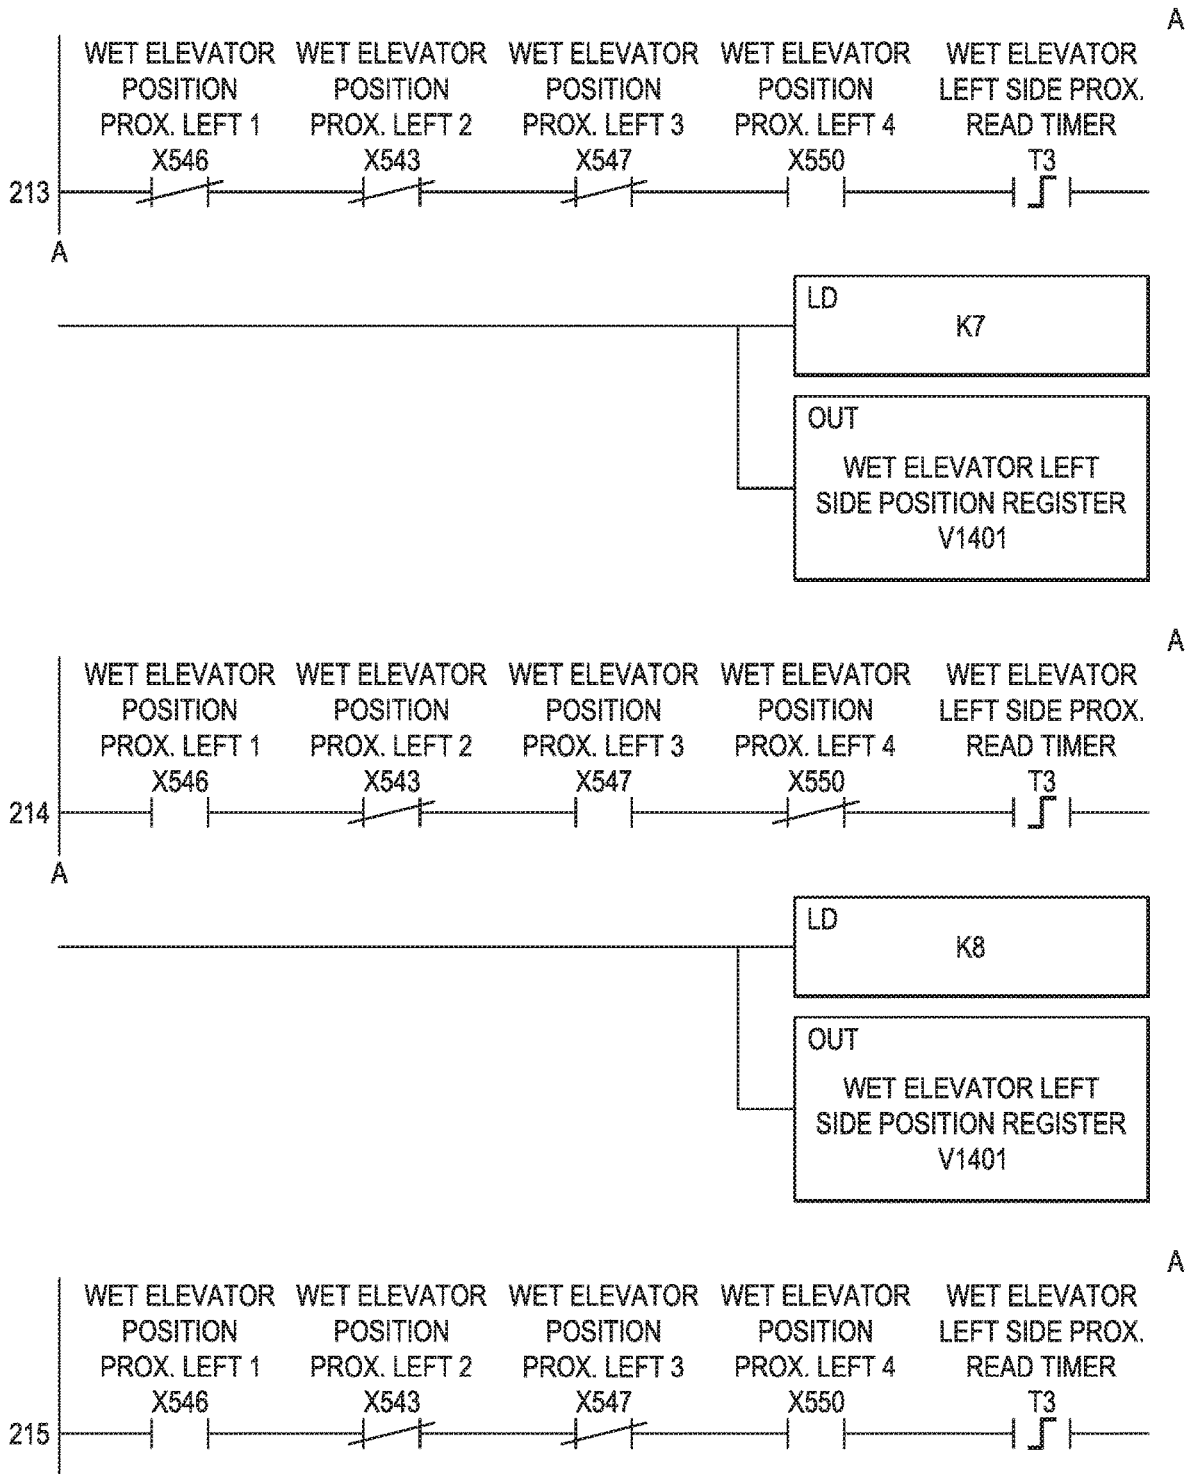 A
WET ELEVATOR WET ELEVATOR WET ELEVATOR WET ELEVATOR WET ELEVATOR
POSITION POSITION POSITION POSITION LEFT SIDE PROX.
PROX. LEFT 1 PROX. LEFT 2 PROX. LEFT 3 PROX. LEFT 4 READ TIMER
X546 X543 X547 X550 T3
213
A
LD
K7
OUT
WET ELEVATOR LEFT
SIDE POSITION REGISTER
V1401
A
WET ELEVATOR WET ELEVATOR WET ELEVATOR WET ELEVATOR WET ELEVATOR
POSITION POSITION POSITION POSITION LEFT SIDE PROX.
PROX. LEFT 1 PROX. LEFT 2 PROX. LEFT 3 PROX. LEFT 4 READ TIMER
X546 X543 X547 X550 T3
214
A
LD
K8
OUT
WET ELEVATOR LEFT
SIDE POSITION REGISTER
V1401
A
WET ELEVATOR WET ELEVATOR WET ELEVATOR WET ELEVATOR WET ELEVATOR
POSITION POSITION POSITION POSITION LEFT SIDE PROX.
PROX. LEFT 1 PROX. LEFT 2 PROX. LEFT 3 PROX. LEFT 4 READ TIMER
X546 X543 X547 X550 T3
215